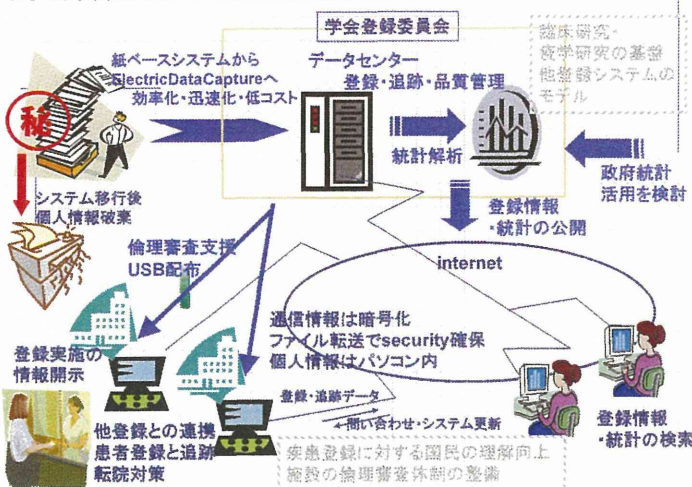 学会登録委員会
臨床研究・
疫学研究の基盤
他登録システムの
モデル
紙ベースシステムから
ElectricDataCaptureへ
効率化・迅速化・低コスト
データセンター
登録・追跡・品質管理
秘
統計解析
政府統計
活用を検討
システム移行後
個人情報破棄
登録情報
・統計の公開
倫理審査支援
USB配布
internet
通信情報は暗号化
ファイル転送でsecurity確保
個人情報はパソコン内
登録実施の
情報開示
登録・追跡データ
問い合わせ・システム更新
他登録との連携
患者登録と追跡
転院対策
登録情報
・統計の検索
疾患登録に対する国民の理解向上
施設の倫理審査体制の整備